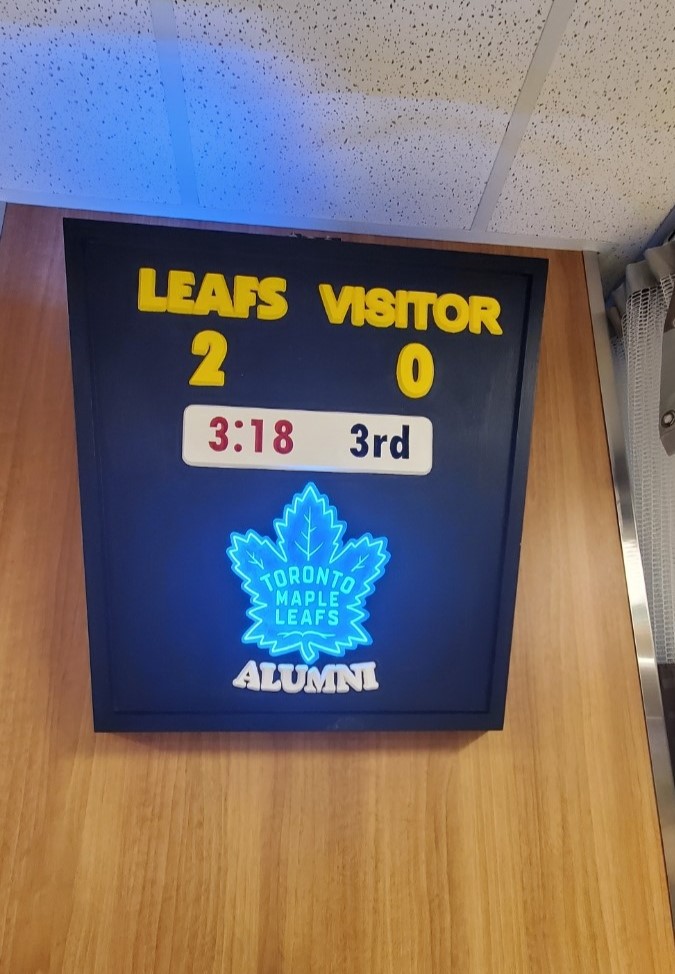 LEAFS VISITOR
2 0
3:18 3rd
TORONTO
MAPLE
LEAFS
ALUMNI